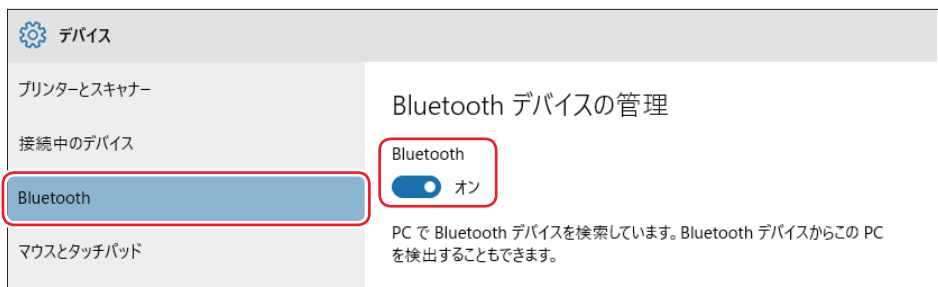 デバイス
プリンターとスキャナー
接続中のデバイス
Bluetooth
マウスとタッチパッド
Bluetooth デバイスの管理
Bluetooth
オン
PC で Bluetooth デバイスを検索しています。Bluetooth デバイスからこの PC
を検出することもできます。